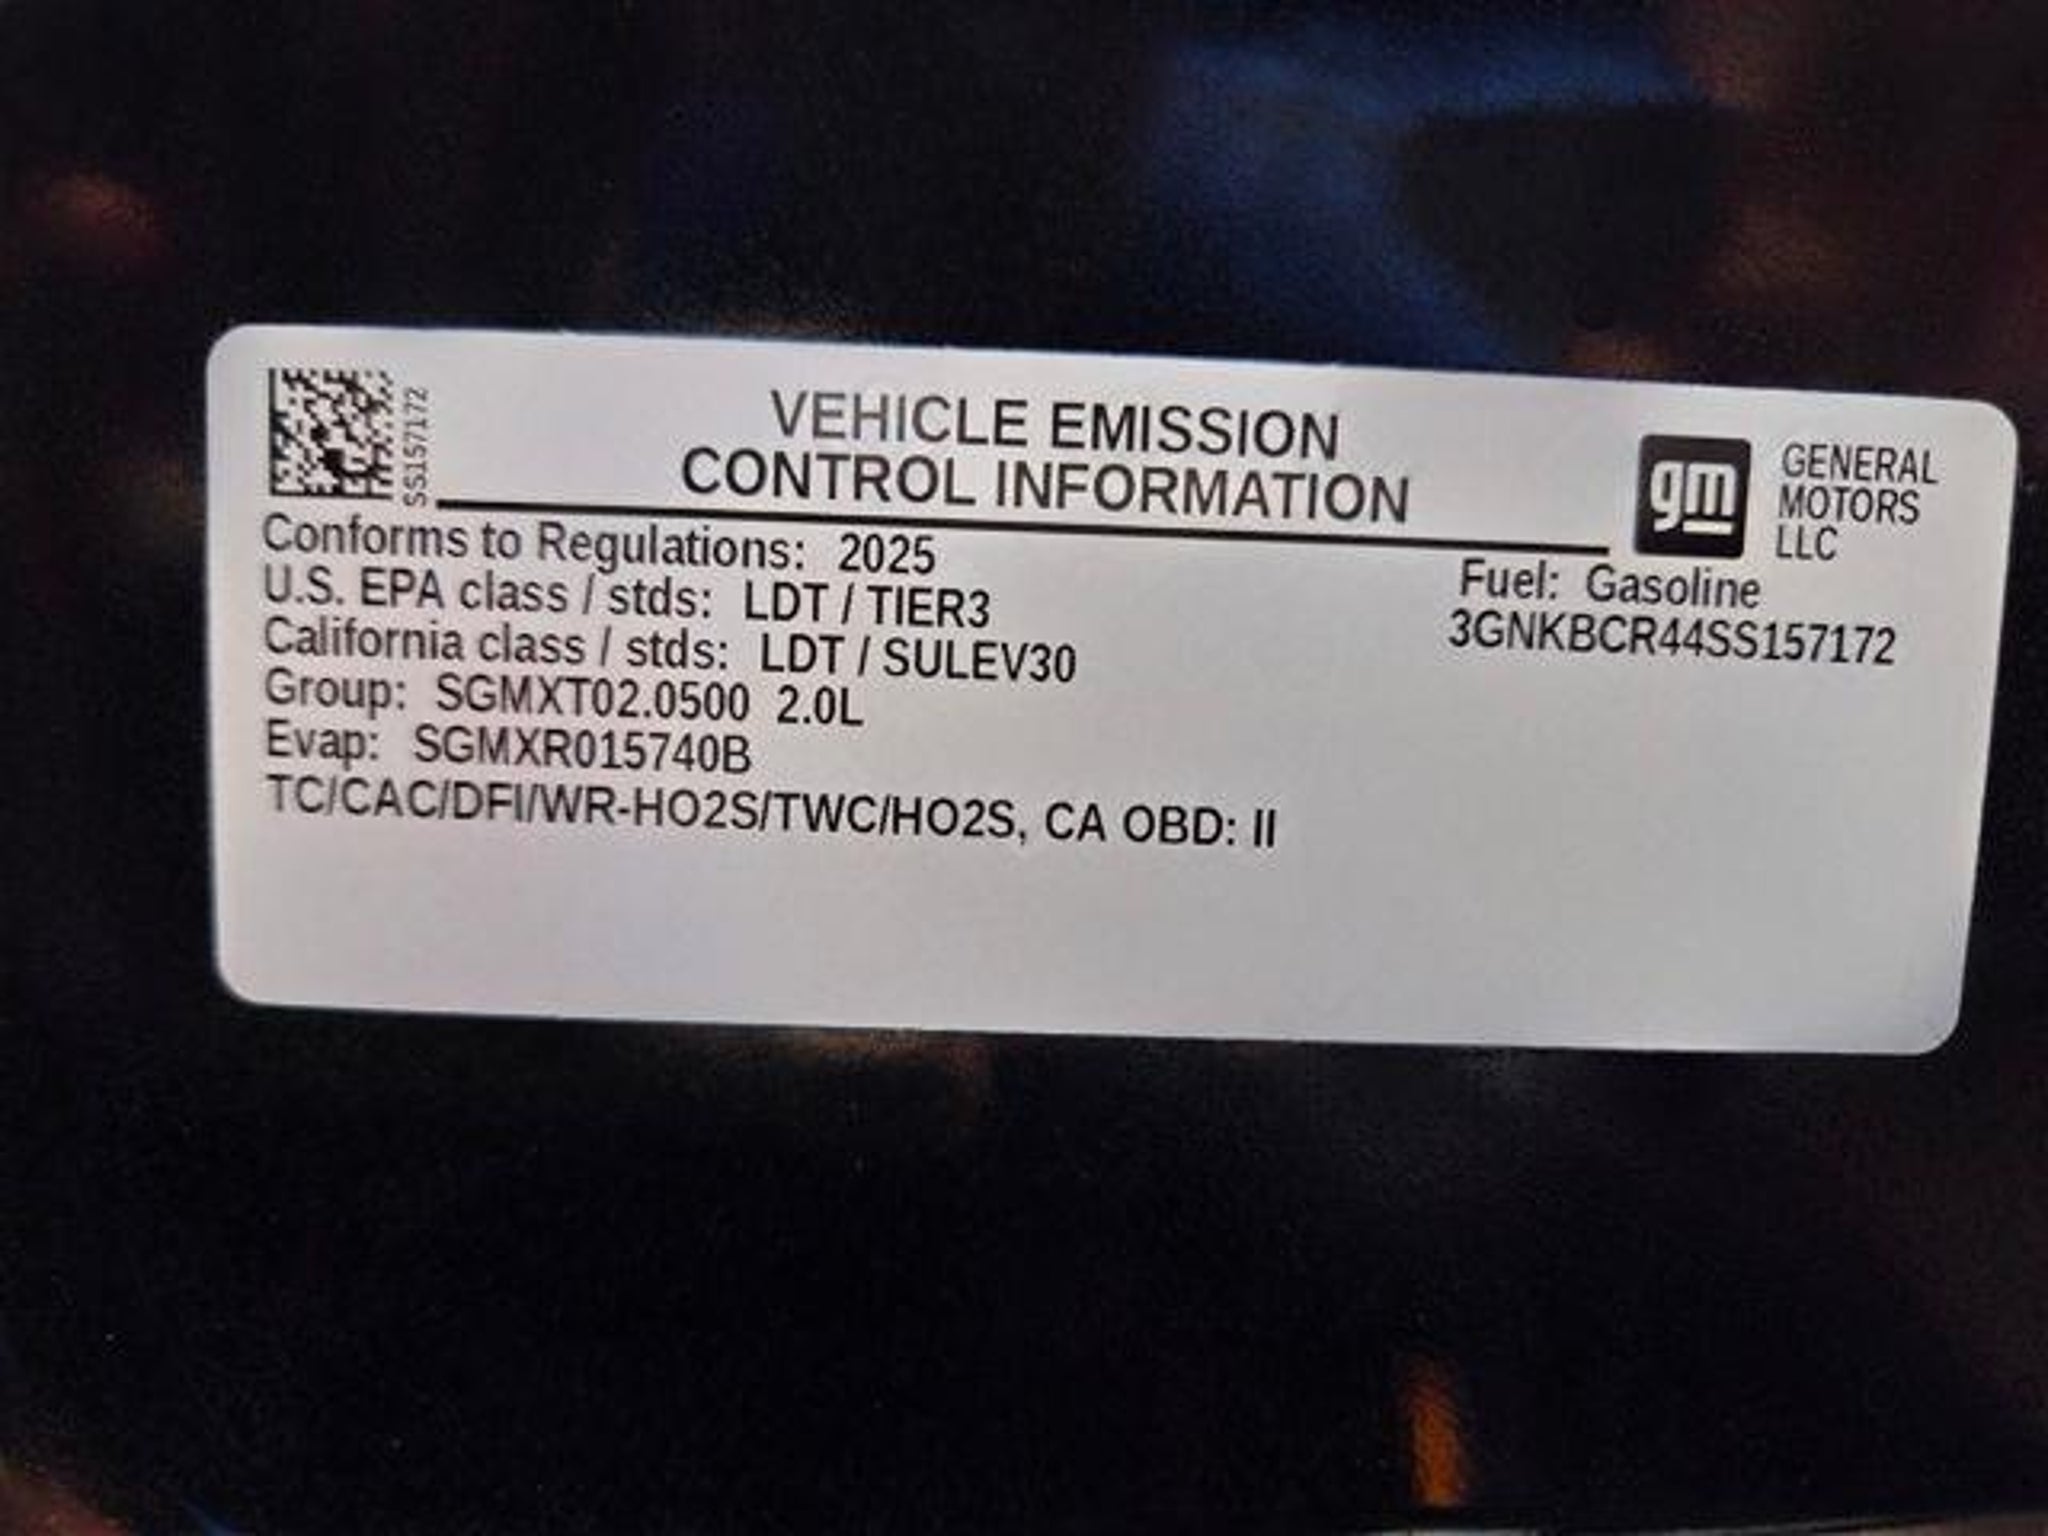 SS157172
VEHICLE EMISSION
CONTROL INFORMATION
gm
GENERAL
MOTORS
LLC
Conforms to Regulations: 2025
U.S. EPA class / stds: LDT / TIER3
California class / stds: LDT / SULEV30
Group: SGMXT02.0500 2.0L
Evap: SGMXR015740B
TC/CAC/DFI/WR-HO2S/TWC/HO2S, CA OBD: II
Fuel: Gasoline
3GNKBCR44SS157172